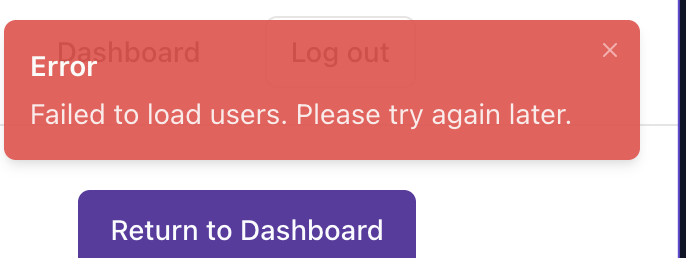 Dashboard
Log out
Error
Failed to load users. Please try again later.
Return to Dashboard